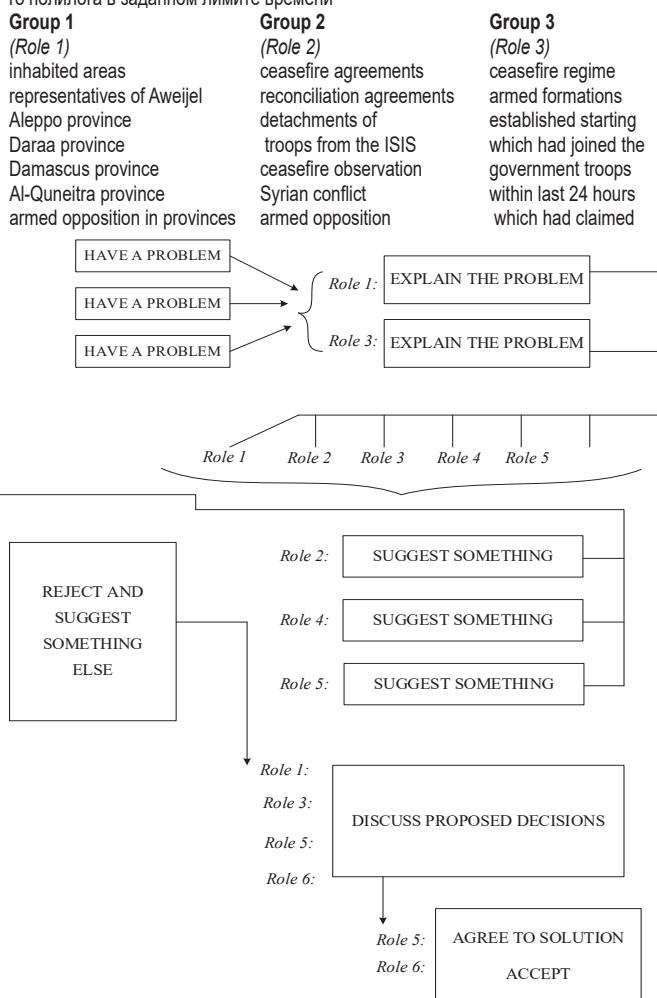 го полилога в заданном лимите времени
Group 1
(Role 1)
inhabited areas
representatives of Aweijel
Aleppo province
Daraa province
Damascus province
Al-Quneitra province
armed opposition in provinces
Group 2
(Role 2)
ceasefire agreements
reconciliation agreements
detachments of
troops from the ISIS
ceasefire observation
Syrian conflict
armed opposition
Group 3
(Role 3)
ceasefire regime
armed formations
established starting
which had joined the
government troops
within last 24 hours
which had claimed
HAVE A PROBLEM
HAVE A PROBLEM
HAVE A PROBLEM
Role 1: EXPLAIN THE PROBLEM
Role 3: EXPLAIN THE PROBLEM
Role 1 Role 2 Role 3 Role 4 Role 5
REJECT AND
SUGGEST
SOMETHING
ELSE
Role 2: SUGGEST SOMETHING
Role 4: SUGGEST SOMETHING
Role 5: SUGGEST SOMETHING
Role 1:
Role 3:
Role 5:
Role 6:
DISCUSS PROPOSED DECISIONS
Role 5: AGREE TO SOLUTION
Role 6: ACCEPT